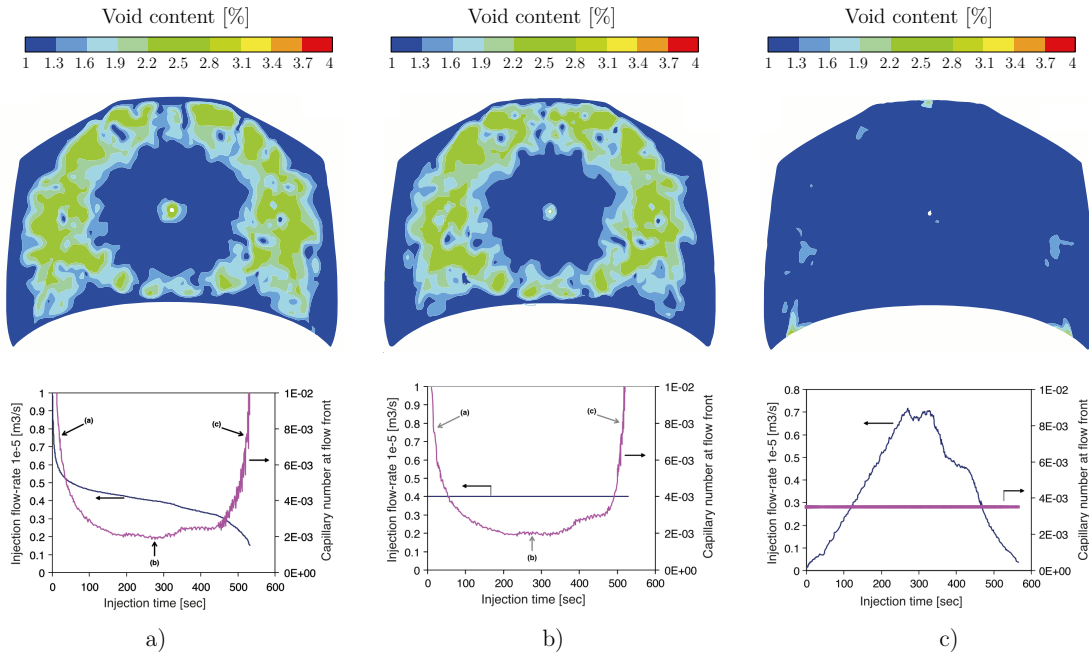 Void content [%]
1 1.3 1.6 1.9 2.2 2.5 2.8 3.1 3.4 3.7 4
Void content [%]
1 1.3 1.6 1.9 2.2 2.5 2.8 3.1 3.4 3.7 4
Void content [%]
1 1.3 1.6 1.9 2.2 2.5 2.8 3.1 3.4 3.7 4
Injection flow-rate 1e-5 [m3/s]
1
0.9
0.8
0.7
0.6
0.5
0.4
0.3
0.2
0.1
0
(a)
(b)
(c)
1E-02
8E-03
6E-03
4E-03
2E-03
0E+00
Capillary number at flow front
0 100 200 300 400 500 600
Injection time [sec]
a)
Injection flow-rate 1e-5 [m3/s]
1
0.9
0.8
0.7
0.6
0.5
0.4
0.3
0.2
0.1
0
(a)
(b)
(c)
1E-02
8E-03
6E-03
4E-03
2E-03
0E+00
Capillary number at flow front
0 100 200 300 400 500 600
Injection time [sec]
b)
Injection flow-rate 1e-5 [m3/s]
0.8
0.7
0.6
0.5
0.4
0.3
0.2
0.1
0
1E-02
8E-03
6E-03
4E-03
2E-03
0E+00
Capillary number at flow front
0 100 200 300 400 500 600
Injection time [sec]
c)